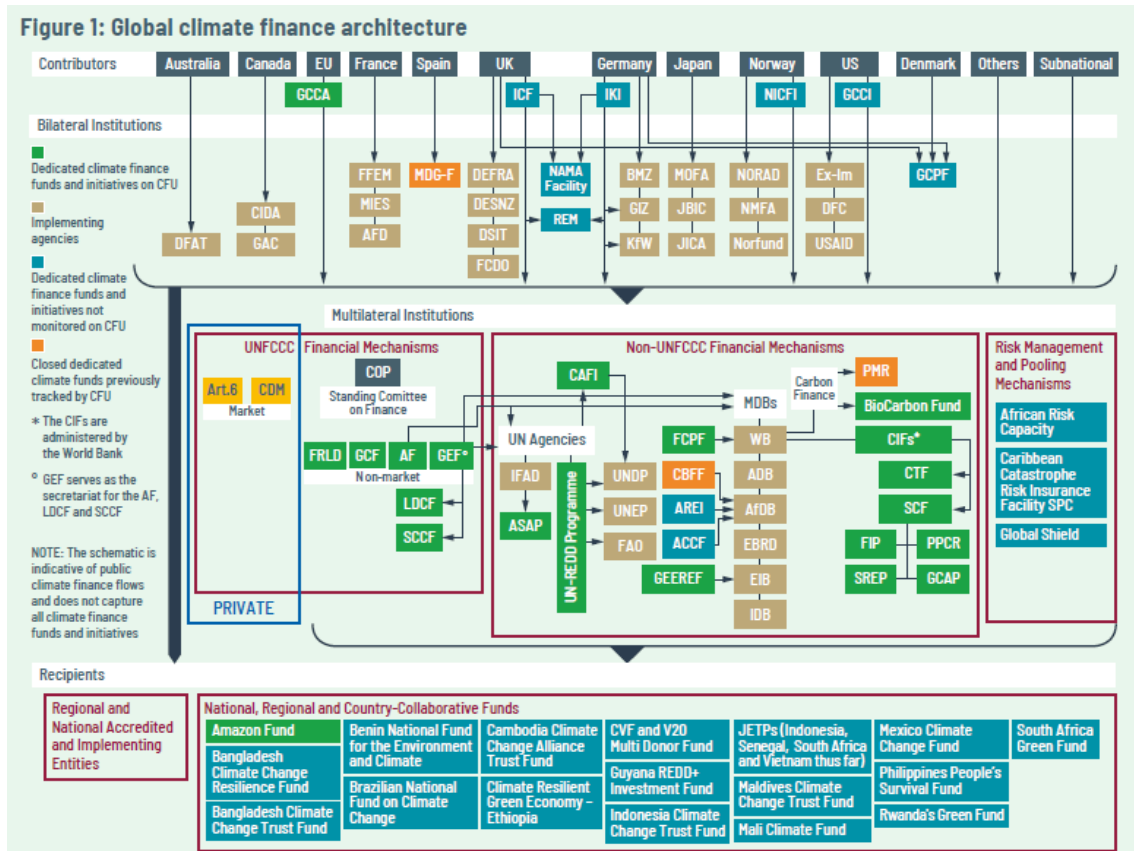 Figure 1: Global climate finance architecture
Contributors
Australia
Canada
EU
France
Spain
UK
Germany
Japan
Norway
US
Denmark
Others
Subnational
GCCA
ICF
IKI
NICFI
GCCI
Bilateral Institutions
Dedicated climate finance
funds and initiatives on CFU
Implementing
agencies
Dedicated climate
finance funds and
initiatives not
monitored on CFU
Closed dedicated
climate funds previously
tracked by CFU
* The CIFs are
administered by
the World Bank
° GEF serves as the
secretariat for the AF,
LDCF and SCCF
NOTE: The schematic is
indicative of public
climate finance flows
and does not capture
all climate finance
funds and initiatives
DFAT
CIDA
GAC
FFEM
MIES
AFD
MDG-F
DEFRA
DESNZ
DSIT
FCDO
NAMA
Facility
REM
BMZ
GIZ
KfW
MOFA
JBIC
JICA
NORAD
NMFA
Norfund
Ex-Im
DFC
USAID
GCPF
Multilateral Institutions
UNFCCC Financial Mechanisms
COP
Standing Comittee
on Finance
Art.6
CDM
Market
FRLD
GCF
AF
GEF°
Non-market
LDCF
SCCF
PRIVATE
Non-UNFCCC Financial Mechanisms
CAFI
UN Agencies
IFAD
ASAP
UN-REDD Programme
UNDP
UNEP
FAO
MDBs
Carbon
Finance
PMR
BioCarbon Fund
FCPF
WB
CIFs*
CBFF
ADB
CTF
AREI
AfDB
SCF
ACCF
EBRD
FIP
PPCR
GEEREF
EIB
SREP
GCAP
IDB
Risk Management
and Pooling
Mechanisms
African Risk
Capacity
Caribbean
Catastrophe
Risk Insurance
Facility SPC
Global Shield
Recipients
Regional and
National Accredited
and Implementing
Entities
National, Regional and Country-Collaborative Funds
Amazon Fund
Bangladesh
Climate Change
Resilience Fund
Bangladesh Climate
Change Trust Fund
Benin National Fund
for the Environment
and Climate
Brazilian National
Fund on Climate
Change
Cambodia Climate
Change Alliance
Trust Fund
Climate Resilient
Green Economy –
Ethiopia
CVF and V20
Multi Donor Fund
Guyana REDD+
Investment Fund
Indonesia Climate
Change Trust Fund
JETPs (Indonesia,
Senegal, South Africa
and Vietnam thus far)
Maldives Climate
Change Trust Fund
Mali Climate Fund
Mexico Climate
Change Fund
Philippines People's
Survival Fund
Rwanda's Green Fund
South Africa
Green Fund